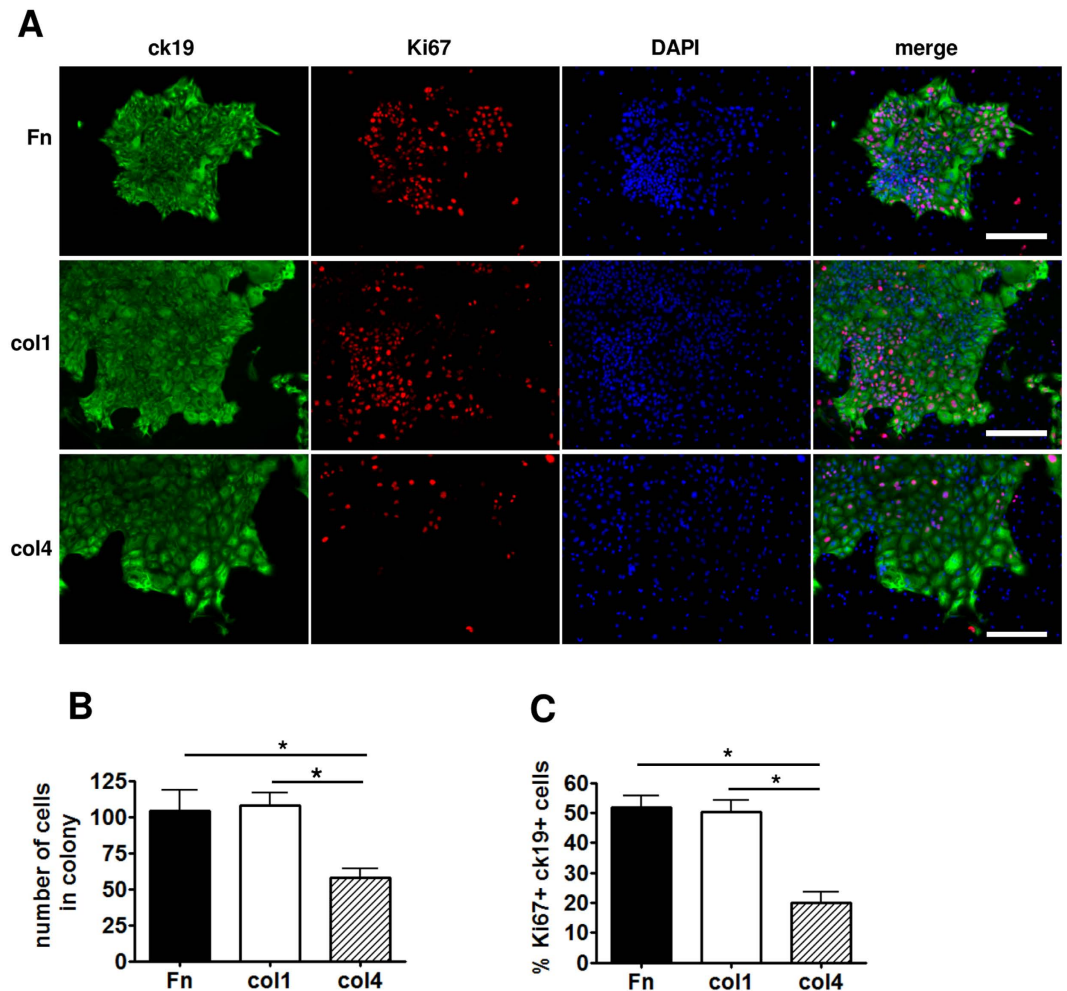 A
ck19 Ki67 DAPI merge
Fn
col1
col4
B
number of cells
in colony
125
100
75
50
25
0
* 
*
Fn col1 col4
C
% Ki67+ ck19+ cells
60
50
40
30
20
10
0
*
*
Fn col1 col4